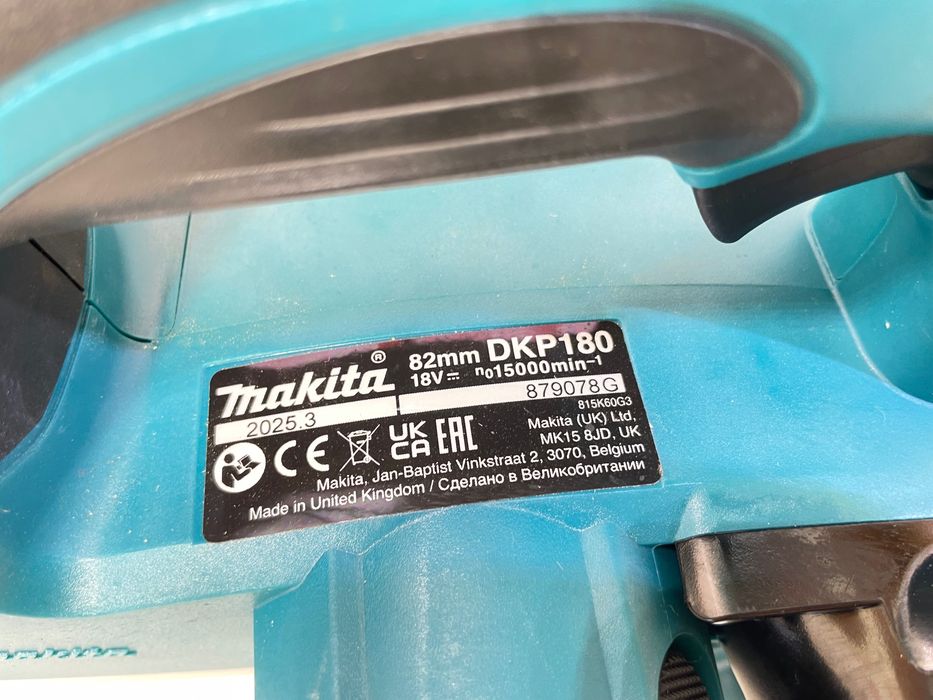 makita®
82mm DKP180
18V⎓ n₀15000min⁻¹
2025.3
879078G
815K60G3
CE
UK
CA
EAC
Makita (UK) Ltd,
MK15 8JD, UK
Makita, Jan-Baptist Vinkstraat 2, 3070, Belgium
Made in United Kingdom / Сделано в Великобритании
makita